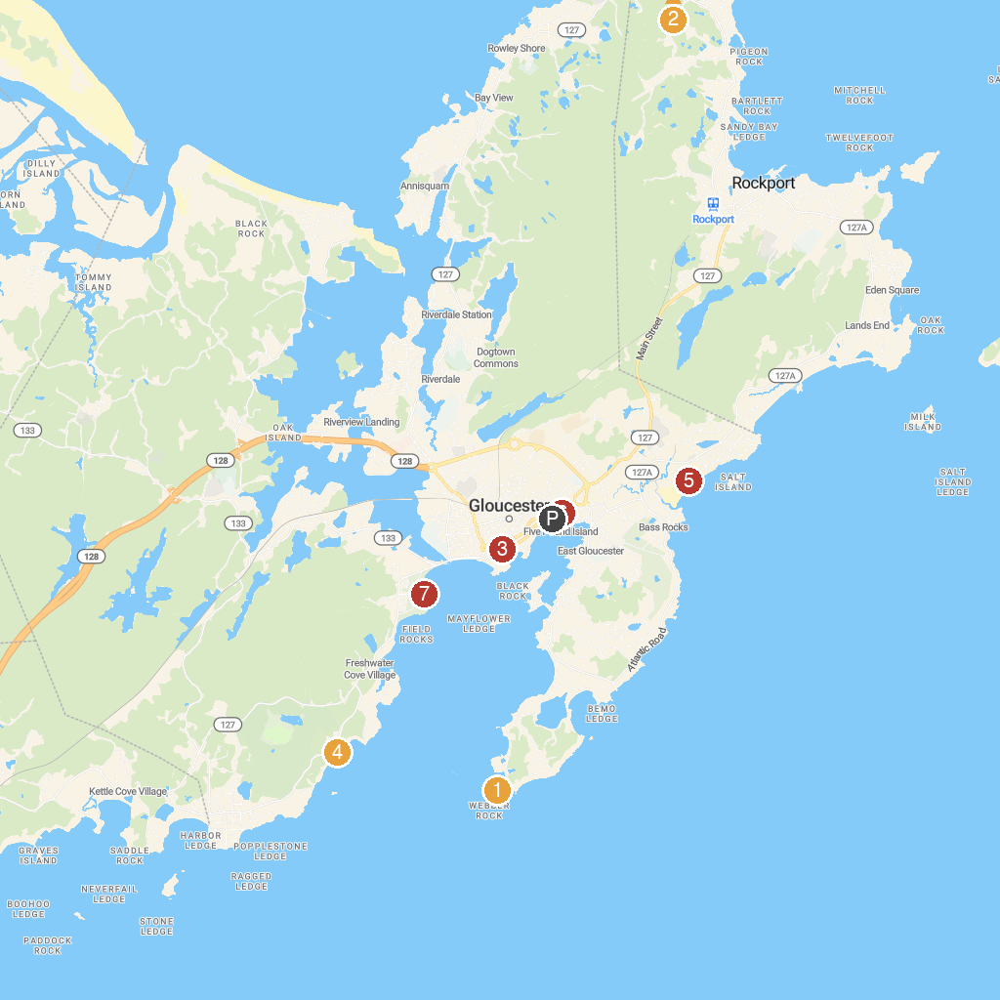 2
127
Rowley Shore
PIGEON
ROCK
MITCHELL
ROCK
Bay View
BARTLETT
ROCK
SANDY BAY
LEDGE
TWELVEFOOT
ROCK
DILLY
ISLAND
Annisquam
Rockport
Rockport
BLACK
ROCK
127A
TOMMY
ISLAND
127
127
Eden Square
Riverdale Station
Main Street
Lands End
OAK
ROCK
Dogtown
Commons
Riverdale
127A
Riverview Landing
MILK
ISLAND
133
OAK
ISLAND
127
128
128
127A
5
SALT
ISLAND
SALT
ISLAND
LEDGE
Gloucester
P
133
133
Bass Rocks
3
East Gloucester
128
7
BLACK
ROCK
MAYFLOWER
LEDGE
FIELD
ROCKS
Atlantic Road
Freshwater
Cove Village
BEMO
LEDGE
127
4
1
Kettle Cove Village
WEBBER
ROCK
HARBOR
LEDGE
POPPLESTONE
LEDGE
GRAVES
ISLAND
SADDLE
ROCK
RAGGED
LEDGE
NEVERFAIL
LEDGE
BOOHOO
LEDGE
STONE
LEDGE
PADDOCK
ROCK